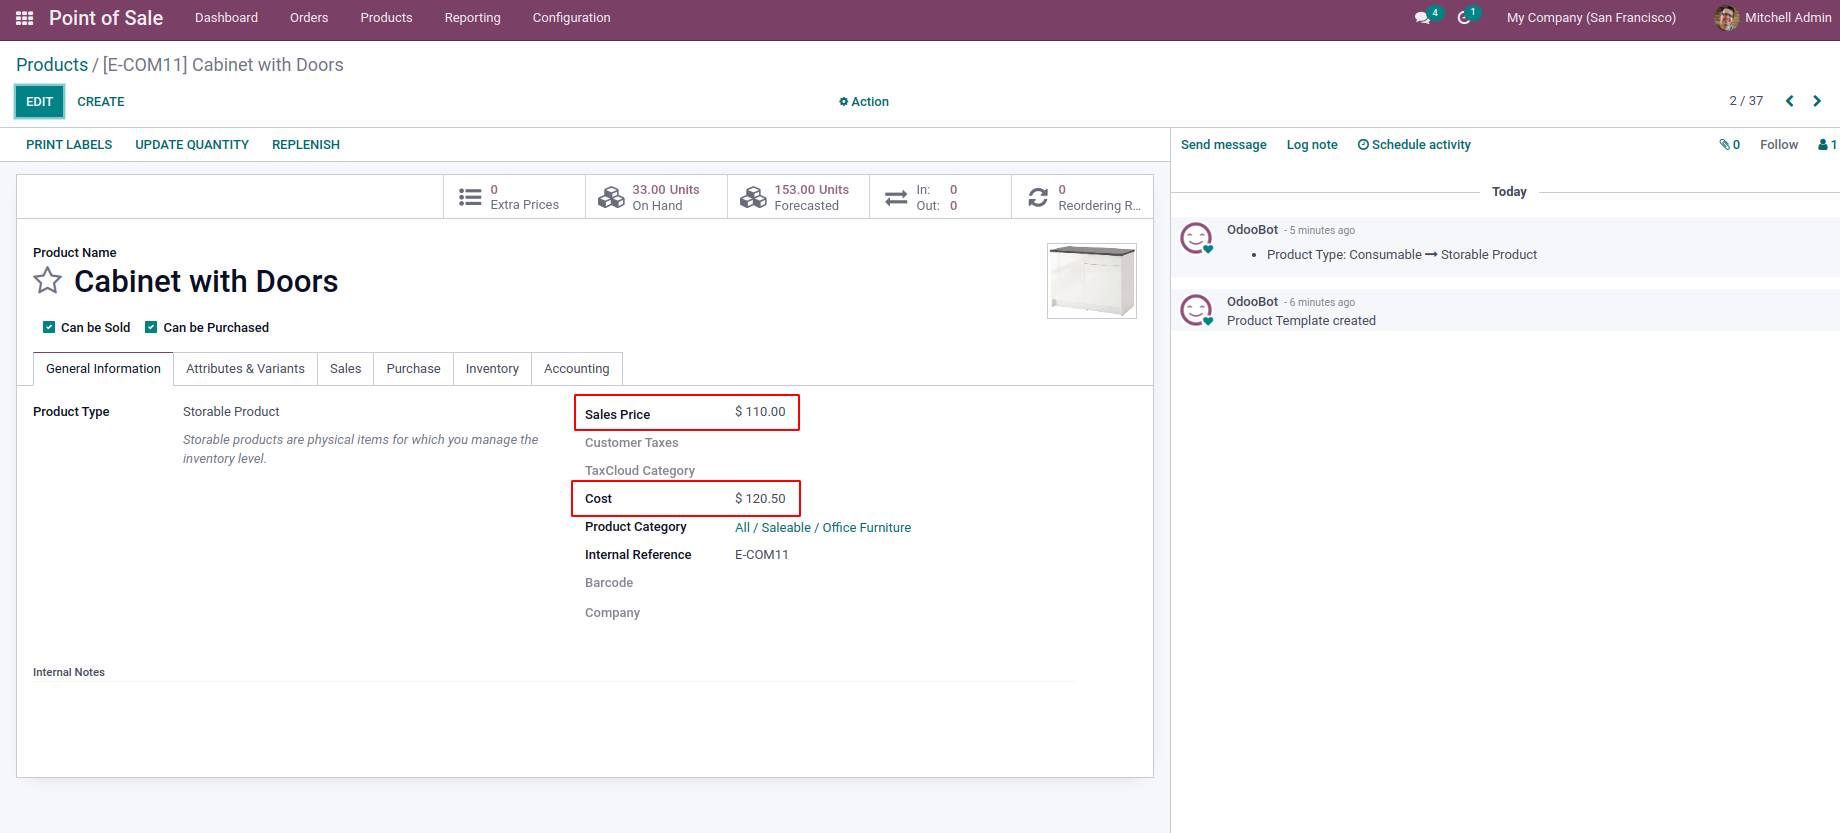 Point of Sale Dashboard Orders Products Reporting Configuration 4 1 My Company (San Francisco) Mitchell Admin
Products / [E-COM11] Cabinet with Doors
EDIT CREATE Action 2 / 37
PRINT LABELS UPDATE QUANTITY REPLENISH
0 Extra Prices
33.00 Units On Hand
153.00 Units Forecasted
In: 0
Out: 0
0 Reordering R...
Product Name
Cabinet with Doors
Can be Sold Can be Purchased
General Information Attributes & Variants Sales Purchase Inventory Accounting
Product Type Storable Product
Storable products are physical items for which you manage the
inventory level.
Sales Price $ 110.00
Customer Taxes
TaxCloud Category
Cost $ 120.50
Product Category All / Saleable / Office Furniture
Internal Reference E-COM11
Barcode
Company
Internal Notes
Send message Log note Schedule activity 0 Follow 1
Today
OdooBot - 5 minutes ago
• Product Type: Consumable → Storable Product
OdooBot - 6 minutes ago
Product Template created